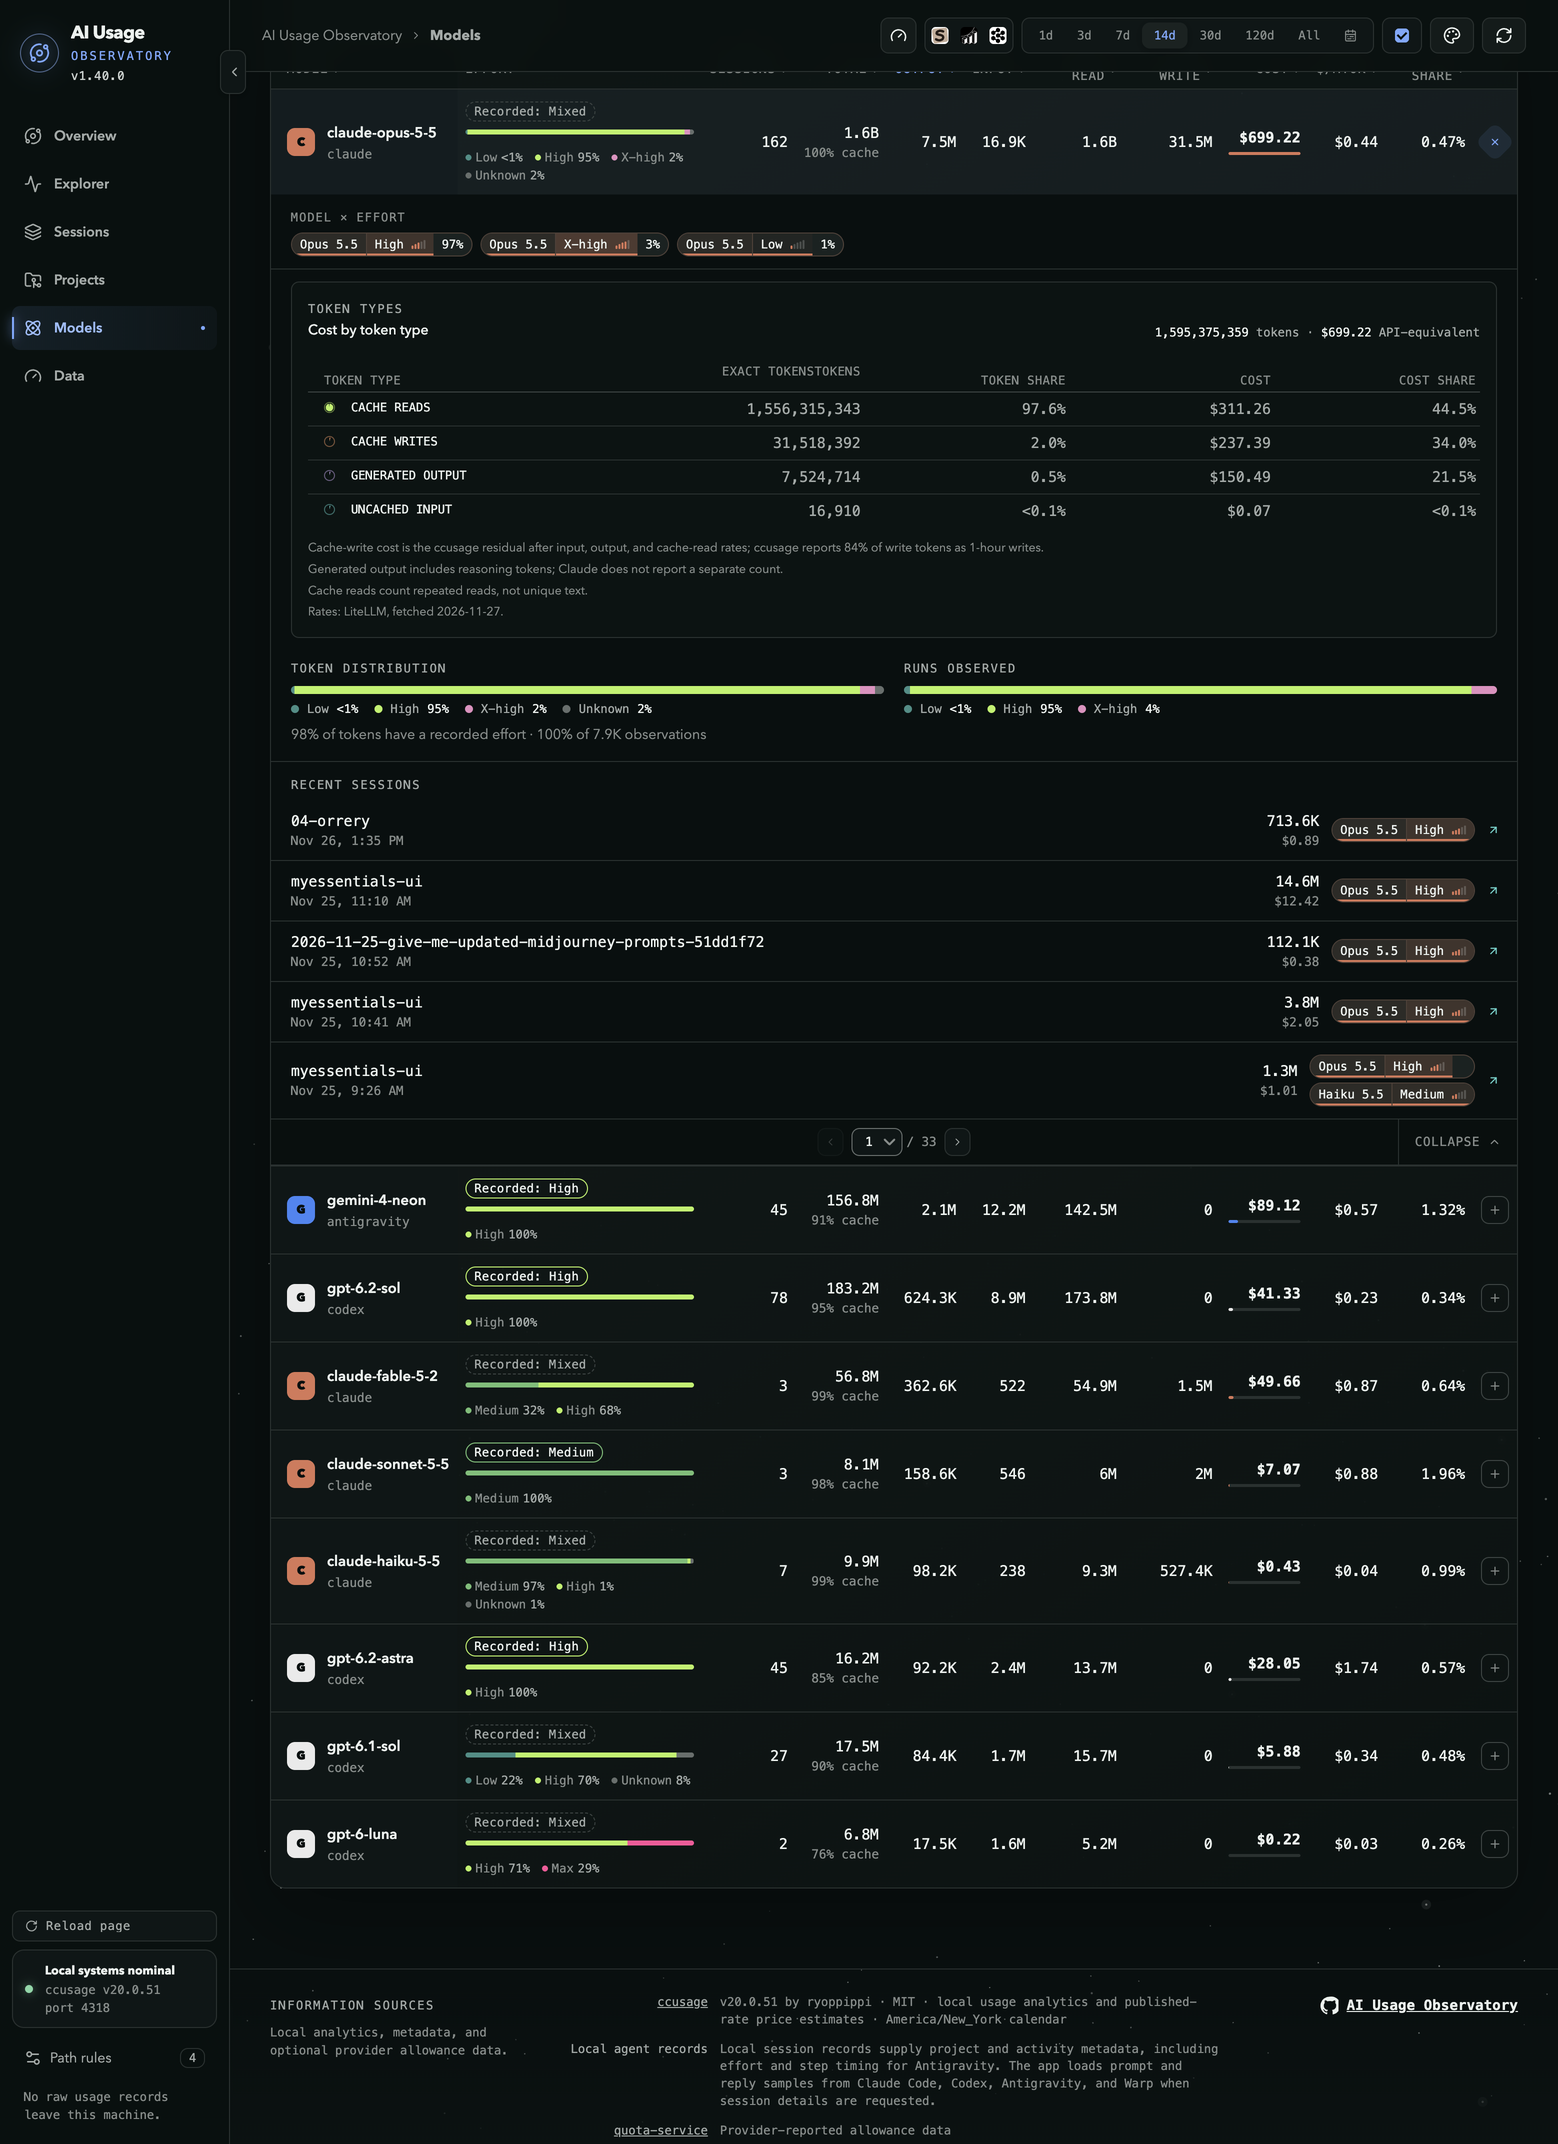 AI Usage
OBSERVATORY
v1.40.0
Overview
Explorer
Sessions
Projects
Models
Data
AI Usage Observatory > Models
1d 3d 7d 14d 30d 120d All
READ WRITE SHARE
claude-opus-5-5
claude
Recorded: Mixed
Low <1% High 95% X-high 2%
Unknown 2%
162 1.6B 7.5M 16.9K 1.6B 31.5M $699.22 $0.44 0.47%
100% cache
MODEL × EFFORT
Opus 5.5 High 97% Opus 5.5 X-high 3% Opus 5.5 Low 1%
TOKEN TYPES
Cost by token type
1,595,375,359 tokens · $699.22 API-equivalent
TOKEN TYPE EXACT TOKENSTOKENS TOKEN SHARE COST COST SHARE
CACHE READS 1,556,315,343 97.6% $311.26 44.5%
CACHE WRITES 31,518,392 2.0% $237.39 34.0%
GENERATED OUTPUT 7,524,714 0.5% $150.49 21.5%
UNCACHED INPUT 16,910 <0.1% $0.07 <0.1%
Cache-write cost is the ccusage residual after input, output, and cache-read rates; ccusage reports 84% of write tokens as 1-hour writes.
Generated output includes reasoning tokens; Claude does not report a separate count.
Cache reads count repeated reads, not unique text.
Rates: LiteLLM, fetched 2026-11-27.
TOKEN DISTRIBUTION
Low <1% High 95% X-high 2% Unknown 2%
98% of tokens have a recorded effort · 100% of 7.9K observations
RUNS OBSERVED
Low <1% High 95% X-high 4%
RECENT SESSIONS
04-orrery 713.6K Opus 5.5 High
Nov 26, 1:35 PM $0.89
myessentials-ui 14.6M Opus 5.5 High
Nov 25, 11:10 AM $12.42
2026-11-25-give-me-updated-midjourney-prompts-51dd1f72 112.1K Opus 5.5 High
Nov 25, 10:52 AM $0.38
myessentials-ui 3.8M Opus 5.5 High
Nov 25, 10:41 AM $2.05
myessentials-ui 1.3M Opus 5.5 High
Nov 25, 9:26 AM $1.01 Haiku 5.5 Medium
1 / 33 COLLAPSE
gemini-4-neon
antigravity
Recorded: High
High 100%
45 156.8M 2.1M 12.2M 142.5M 0 $89.12 $0.57 1.32%
91% cache
gpt-6.2-sol
codex
Recorded: High
High 100%
78 183.2M 624.3K 8.9M 173.8M 0 $41.33 $0.23 0.34%
95% cache
claude-fable-5-2
claude
Recorded: Mixed
Medium 32% High 68%
3 56.8M 362.6K 522 54.9M 1.5M $49.66 $0.87 0.64%
99% cache
claude-sonnet-5-5
claude
Recorded: Medium
Medium 100%
3 8.1M 158.6K 546 6M 2M $7.07 $0.88 1.96%
98% cache
claude-haiku-5-5
claude
Recorded: Mixed
Medium 97% High 1%
Unknown 1%
7 9.9M 98.2K 238 9.3M 527.4K $0.43 $0.04 0.99%
99% cache
gpt-6.2-astra
codex
Recorded: High
High 100%
45 16.2M 92.2K 2.4M 13.7M 0 $28.05 $1.74 0.57%
85% cache
gpt-6.1-sol
codex
Recorded: Mixed
Low 22% High 70% Unknown 8%
27 17.5M 84.4K 1.7M 15.7M 0 $5.88 $0.34 0.48%
90% cache
gpt-6-luna
codex
Recorded: Mixed
High 71% Max 29%
2 6.8M 17.5K 1.6M 5.2M 0 $0.22 $0.03 0.26%
76% cache
Reload page
Local systems nominal
ccusage v20.0.51
port 4318
Path rules 4
No raw usage records
leave this machine.
INFORMATION SOURCES
Local analytics, metadata, and
optional provider allowance data.
ccusage v20.0.51 by ryoppippi · MIT · local usage analytics and published-
rate price estimates · America/New_York calendar
Local agent records Local session records supply project and activity metadata, including
effort and step timing for Antigravity. The app loads prompt and
reply samples from Claude Code, Codex, Antigravity, and Warp when
session details are requested.
quota-service Provider-reported allowance data
AI Usage Observatory